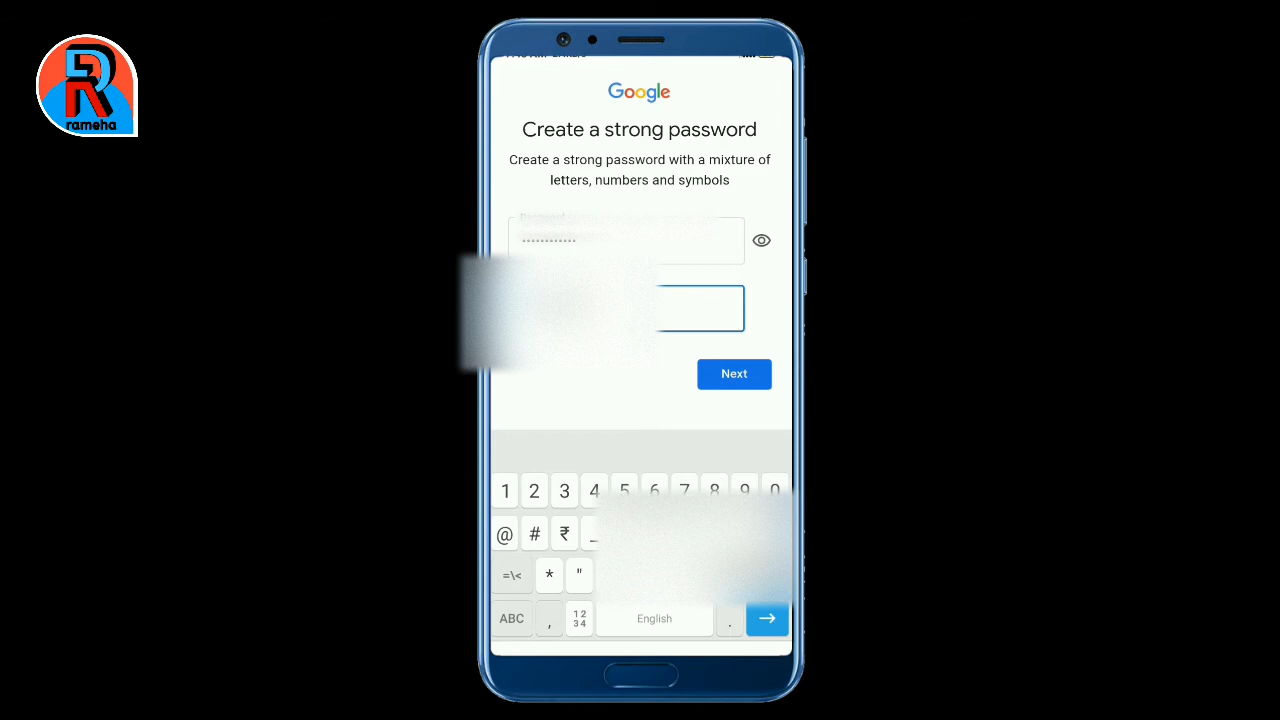 rameha
Google
Create a strong password
Create a strong password with a mixture of
letters, numbers and symbols
Password
Next
1 2 3 4 5 6 7 8 9 0
@ # ₹ _
=\< * "
ABC , 12 34 English . →